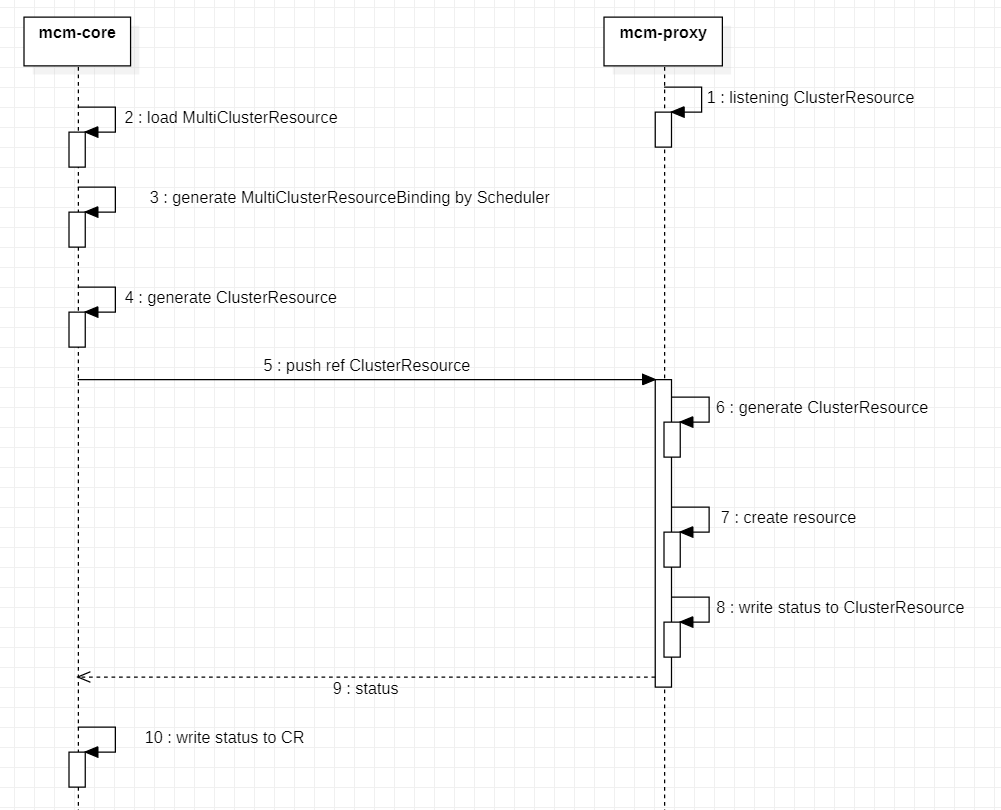 mcm-core
mcm-proxy
1 : listening ClusterResource
2 : load MultiClusterResource
3 : generate MultiClusterResourceBinding by Scheduler
4 : generate ClusterResource
5 : push ref ClusterResource
6 : generate ClusterResource
7 : create resource
8 : write status to ClusterResource
9 : status
10 : write status to CR